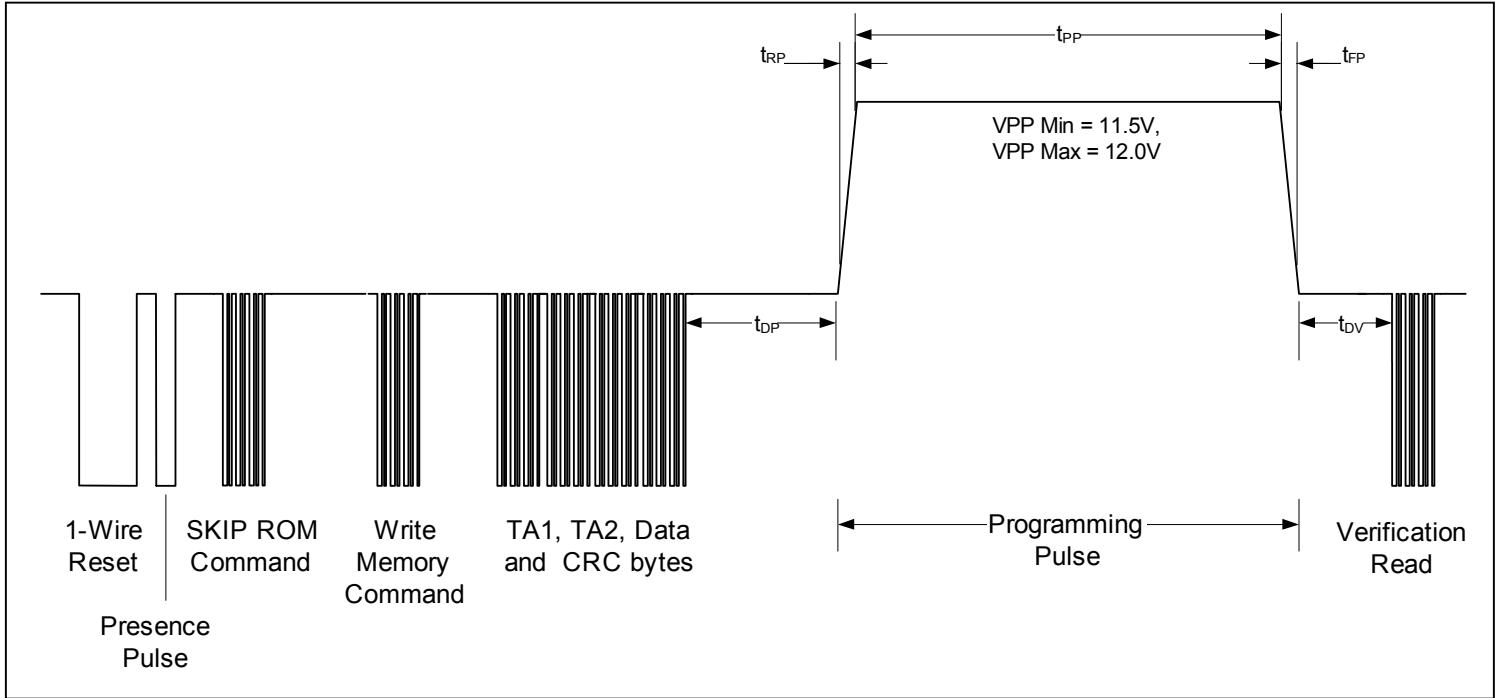 tPP
tRP
tFP
VPP Min = 11.5V,
VPP Max = 12.0V
tDP
tDV
1-Wire
Reset
Presence
Pulse
SKIP ROM
Command
Write
Memory
Command
TA1, TA2, Data
and CRC bytes
Programming
Pulse
Verification
Read